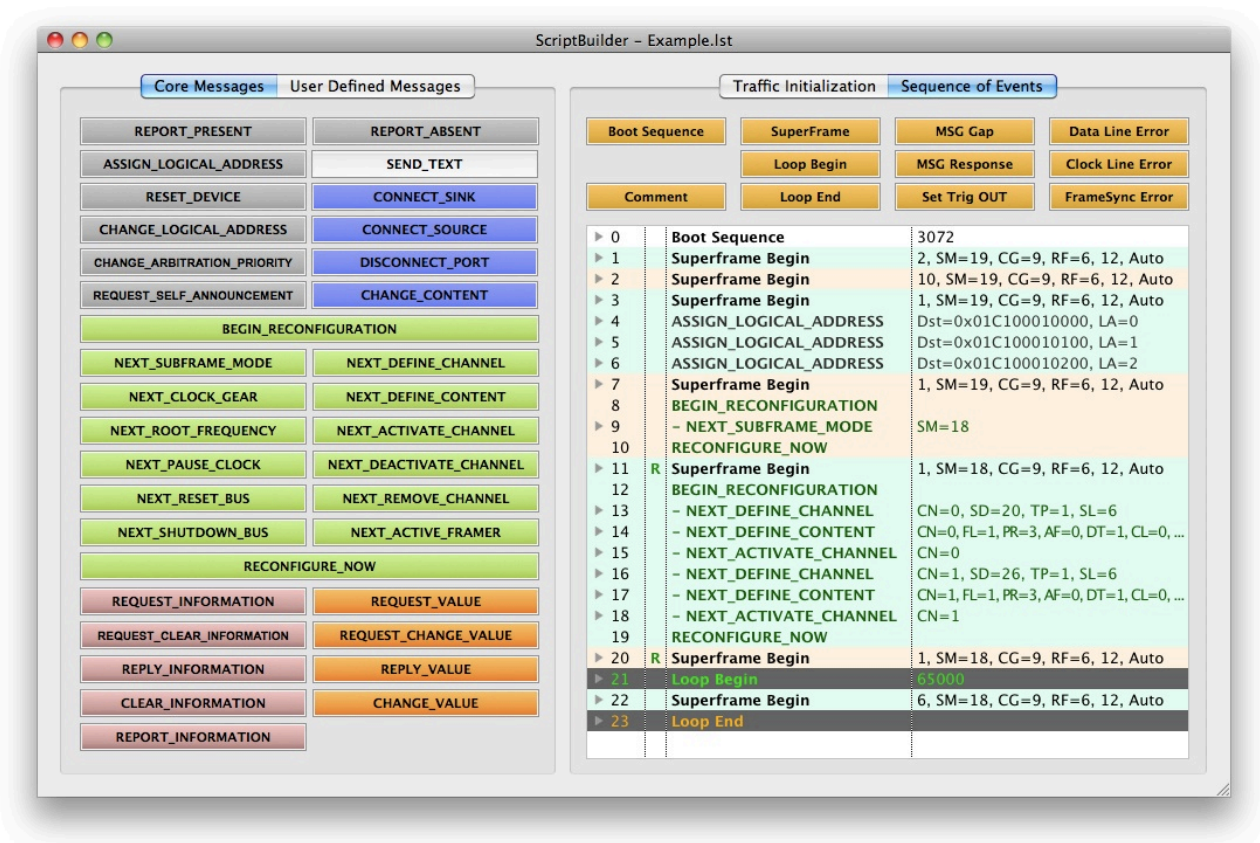 ScriptBuilder – Example.lst
Core Messages User Defined Messages
REPORT_PRESENT REPORT_ABSENT
ASSIGN_LOGICAL_ADDRESS SEND_TEXT
RESET_DEVICE CONNECT_SINK
CHANGE_LOGICAL_ADDRESS CONNECT_SOURCE
CHANGE_ARBITRATION_PRIORITY DISCONNECT_PORT
REQUEST_SELF_ANNOUNCEMENT CHANGE_CONTENT
BEGIN_RECONFIGURATION
NEXT_SUBFRAME_MODE NEXT_DEFINE_CHANNEL
NEXT_CLOCK_GEAR NEXT_DEFINE_CONTENT
NEXT_ROOT_FREQUENCY NEXT_ACTIVATE_CHANNEL
NEXT_PAUSE_CLOCK NEXT_DEACTIVATE_CHANNEL
NEXT_RESET_BUS NEXT_REMOVE_CHANNEL
NEXT_SHUTDOWN_BUS NEXT_ACTIVE_FRAMER
RECONFIGURE_NOW
REQUEST_INFORMATION REQUEST_VALUE
REQUEST_CLEAR_INFORMATION REQUEST_CHANGE_VALUE
REPLY_INFORMATION REPLY_VALUE
CLEAR_INFORMATION CHANGE_VALUE
REPORT_INFORMATION
Traffic Initialization Sequence of Events
Boot Sequence SuperFrame MSG Gap Data Line Error
Loop Begin MSG Response Clock Line Error
Comment Loop End Set Trig OUT FrameSync Error
0 Boot Sequence 3072
1 Superframe Begin 2, SM=19, CG=9, RF=6, 12, Auto
2 Superframe Begin 10, SM=19, CG=9, RF=6, 12, Auto
3 Superframe Begin 1, SM=19, CG=9, RF=6, 12, Auto
4 ASSIGN_LOGICAL_ADDRESS Dst=0x01C100010000, LA=0
5 ASSIGN_LOGICAL_ADDRESS Dst=0x01C100010100, LA=1
6 ASSIGN_LOGICAL_ADDRESS Dst=0x01C100010200, LA=2
7 Superframe Begin 1, SM=19, CG=9, RF=6, 12, Auto
8 BEGIN_RECONFIGURATION
9 – NEXT_SUBFRAME_MODE SM=18
10 RECONFIGURE_NOW
11 R Superframe Begin 1, SM=18, CG=9, RF=6, 12, Auto
12 BEGIN_RECONFIGURATION
13 – NEXT_DEFINE_CHANNEL CN=0, SD=20, TP=1, SL=6
14 – NEXT_DEFINE_CONTENT CN=0, FL=1, PR=3, AF=0, DT=1, CL=0, ...
15 – NEXT_ACTIVATE_CHANNEL CN=0
16 – NEXT_DEFINE_CHANNEL CN=1, SD=26, TP=1, SL=6
17 – NEXT_DEFINE_CONTENT CN=1, FL=1, PR=3, AF=0, DT=1, CL=0, ...
18 – NEXT_ACTIVATE_CHANNEL CN=1
19 RECONFIGURE_NOW
20 R Superframe Begin 1, SM=18, CG=9, RF=6, 12, Auto
21 Loop Begin 65000
22 Superframe Begin 6, SM=18, CG=9, RF=6, 12, Auto
23 Loop End